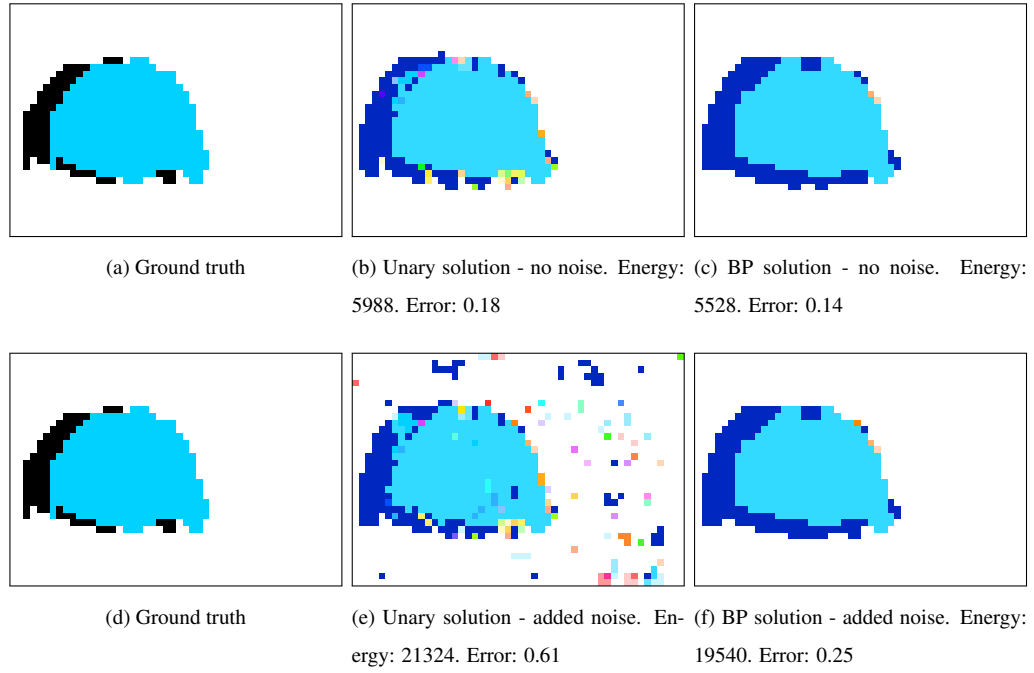 (a) Ground truth
(b) Unary solution - no noise. Energy:
5988. Error: 0.18
(c) BP solution - no noise. Energy:
5528. Error: 0.14
(d) Ground truth
(e) Unary solution - added noise. En-
ergy: 21324. Error: 0.61
(f) BP solution - added noise. Energy:
19540. Error: 0.25